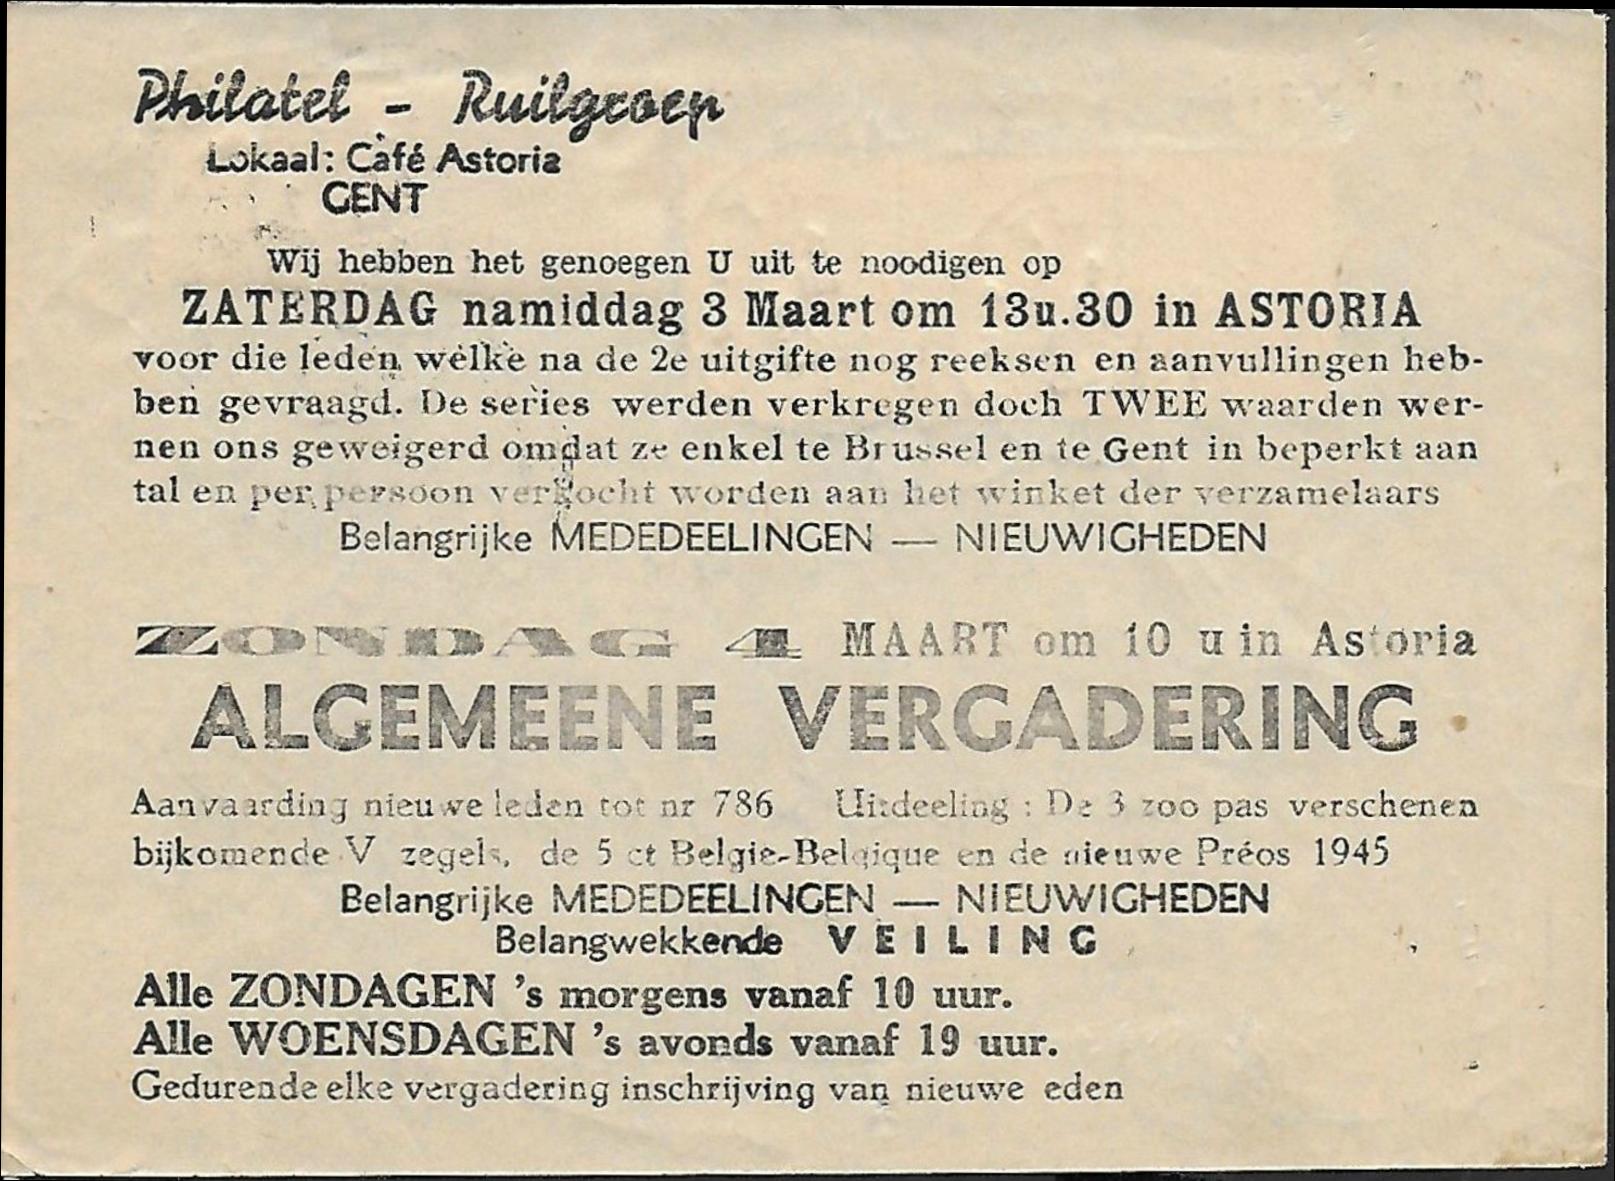 Philatel - Ruilgroep
Lokaal: Café Astoria
GENT
Wij hebben het genoegen U uit te noodigen op
ZATERDAG namiddag 3 Maart om 13u.30 in ASTORIA
voor die leden welke na de 2e uitgifte nog reeksen en aanvullingen heb-
ben gevraagd. De series werden verkregen doch TWEE waarden wer-
nen ons geweigerd omdat ze enkel te Brussel en te Gent in beperkt aan
tal en per persoon verkocht worden aan het winket der verzamelaars
Belangrijke MEDEDEELINGEN — NIEUWIGHEDEN
ZONDAG 4 MAART om 10 u in Astoria
ALGEMEENE VERGADERING
Aanvaarding nieuwe leden tot nr 786 Uitdeeling : De 3 zoo pas verschenen
bijkomende V zegels, de 5 ct Belgie-Belgique en de nieuwe Préos 1945
Belangrijke MEDEDEELINGEN — NIEUWIGHEDEN
Belangwekkende VEILING
Alle ZONDAGEN 's morgens vanaf 10 uur.
Alle WOENSDAGEN 's avonds vanaf 19 uur.
Gedurende elke vergadering inschrijving van nieuwe eden